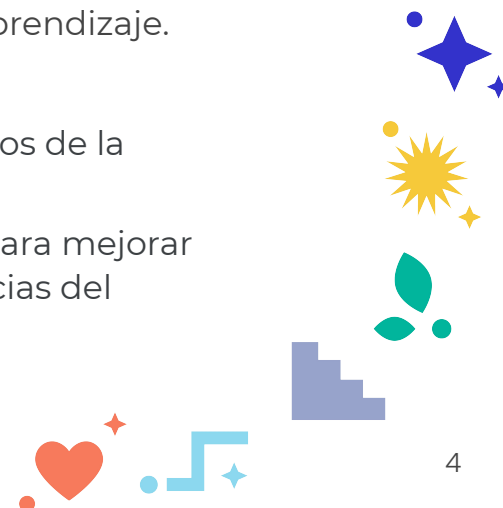 prendizaje.
os de la
ara mejorar
cias del
4